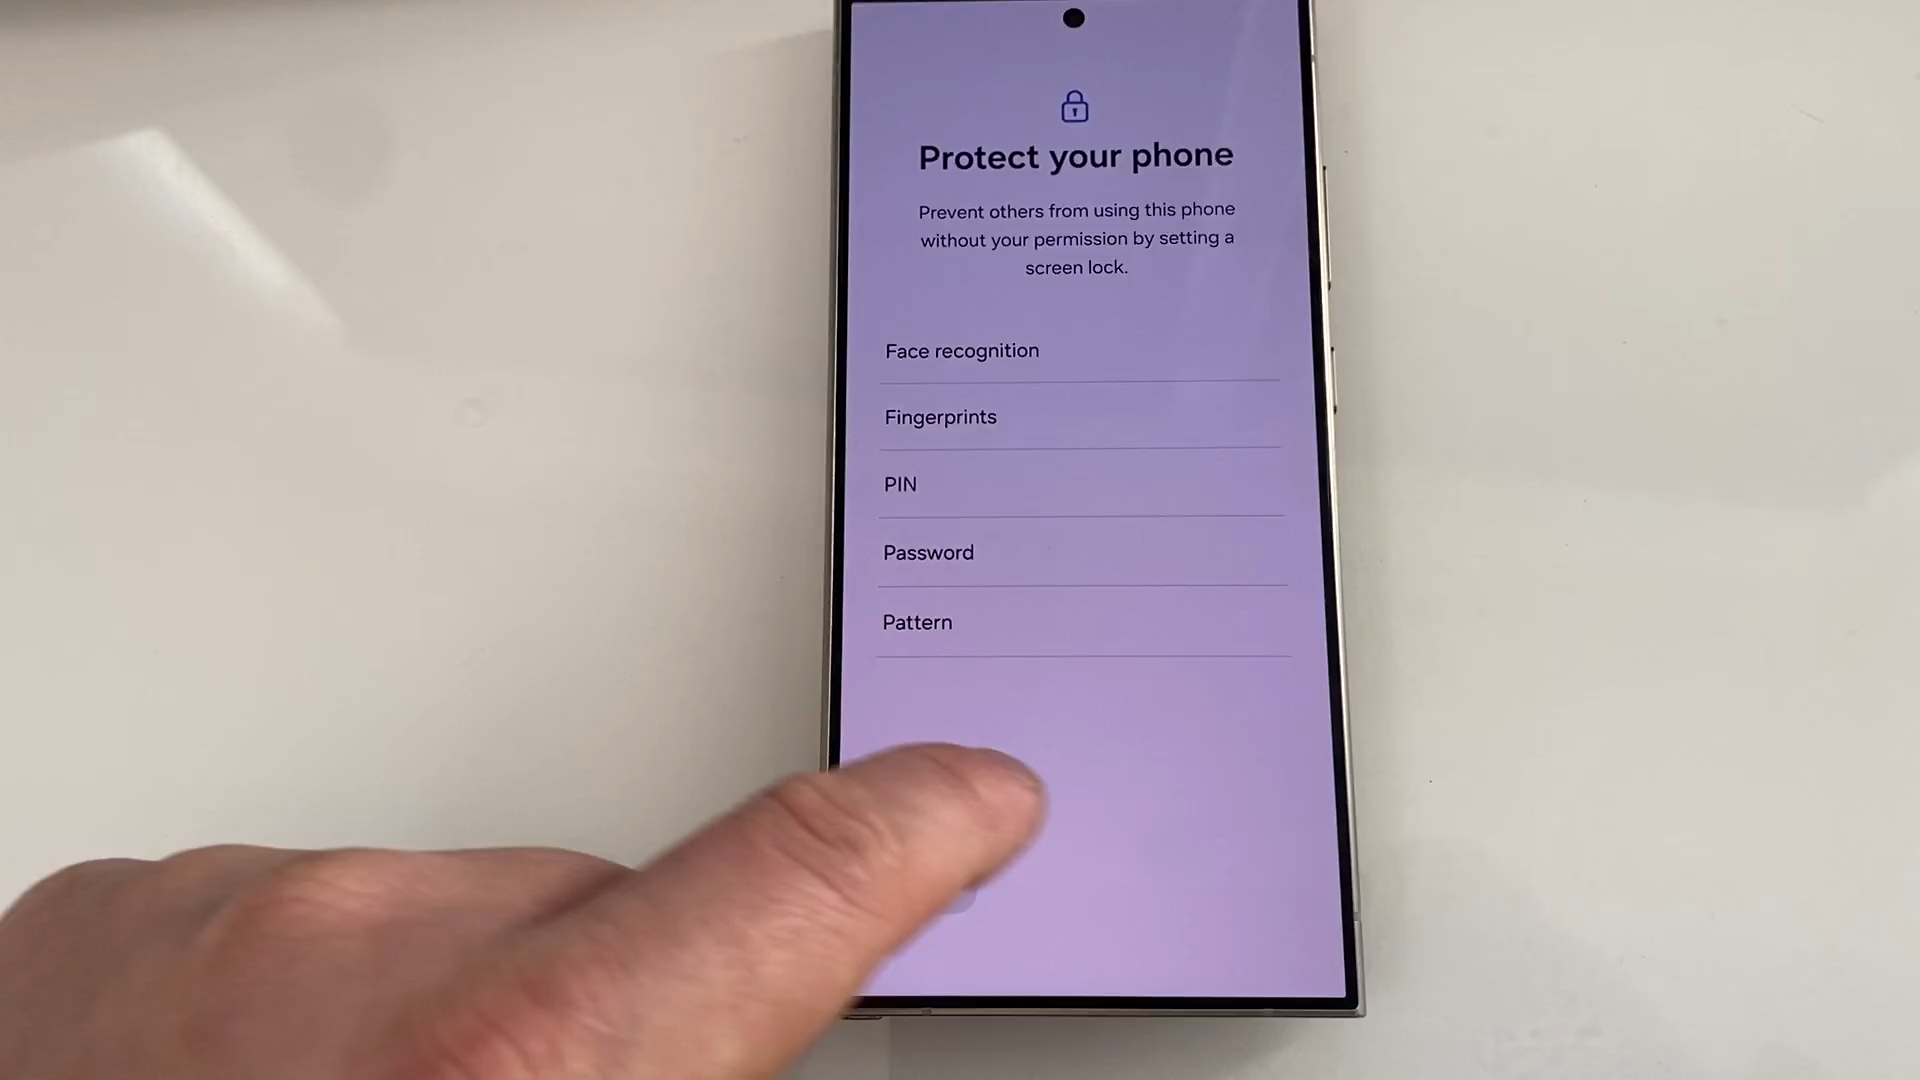 Protect your phone
Prevent others from using this phone
without your permission by setting a
screen lock.
Face recognition
Fingerprints
PIN
Password
Pattern